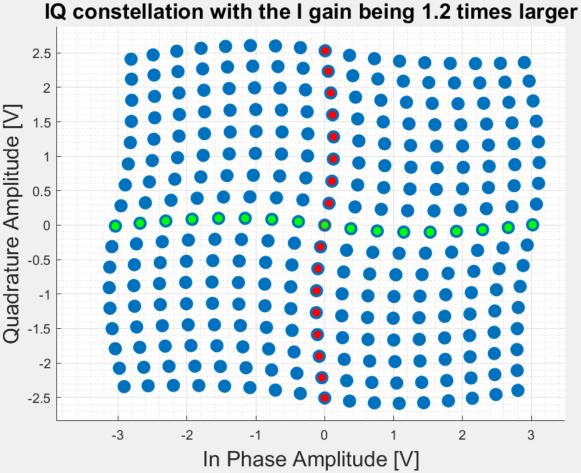 IQ constellation with the I gain being 1.2 times larger
Quadrature Amplitude [V]
2.5
2
1.5
1
0.5
0
-0.5
-1
-1.5
-2
-2.5
-3 -2 -1 0 1 2 3
In Phase Amplitude [V]